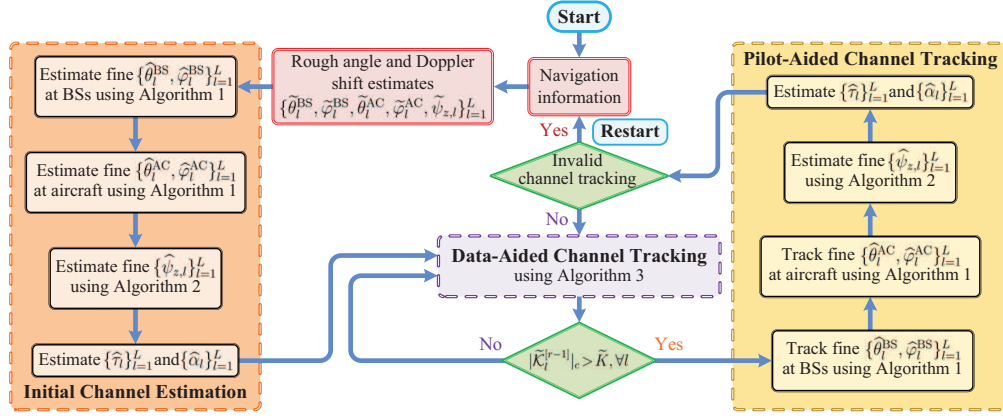 Start
Navigation
information
Rough angle and Doppler
shift estimates
{θ̃_l^BS, φ̃_l^BS, θ̃_l^AC, φ̃_l^AC, ψ̃_{z,l}}_{l=1}^L
Estimate fine {θ̂_l^BS, φ̂_l^BS}_{l=1}^L
at BSs using Algorithm 1
Estimate fine {θ̂_l^AC, φ̂_l^AC}_{l=1}^L
at aircraft using Algorithm 1
Estimate fine {ψ̂_{z,l}}_{l=1}^L
using Algorithm 2
Estimate {τ̂_l}_{l=1}^L and{α̂_l}_{l=1}^L
Initial Channel Estimation
Yes
Restart
Invalid
channel tracking
No
Data-Aided Channel Tracking
using Algorithm 3
No
|K̃_l^[r-1]|_c > K̃, ∀l
Yes
Pilot-Aided Channel Tracking
Estimate {τ̂_l}_{l=1}^L and{α̂_l}_{l=1}^L
Estimate fine {ψ̂_{z,l}}_{l=1}^L
using Algorithm 2
Track fine {θ̂_l^AC, φ̂_l^AC}_{l=1}^L
at aircraft using Algorithm 1
Track fine {θ̂_l^BS, φ̂_l^BS}_{l=1}^L
at BSs using Algorithm 1